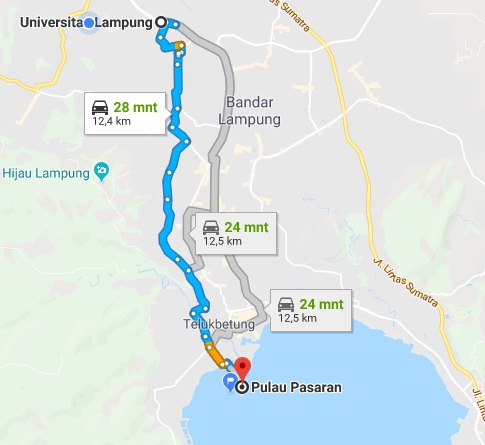 Jl. Lintas Sumatra
Universitas Lampung
28 mnt
12,4 km
Bandar
Lampung
Hijau Lampung
24 mnt
12,5 km
Jl. Lintas Sumatra
24 mnt
12,5 km
Telukbetung
Pulau Pasaran